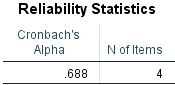 Reliability Statistics
Cronbach's
Alpha N of Items
.688 4